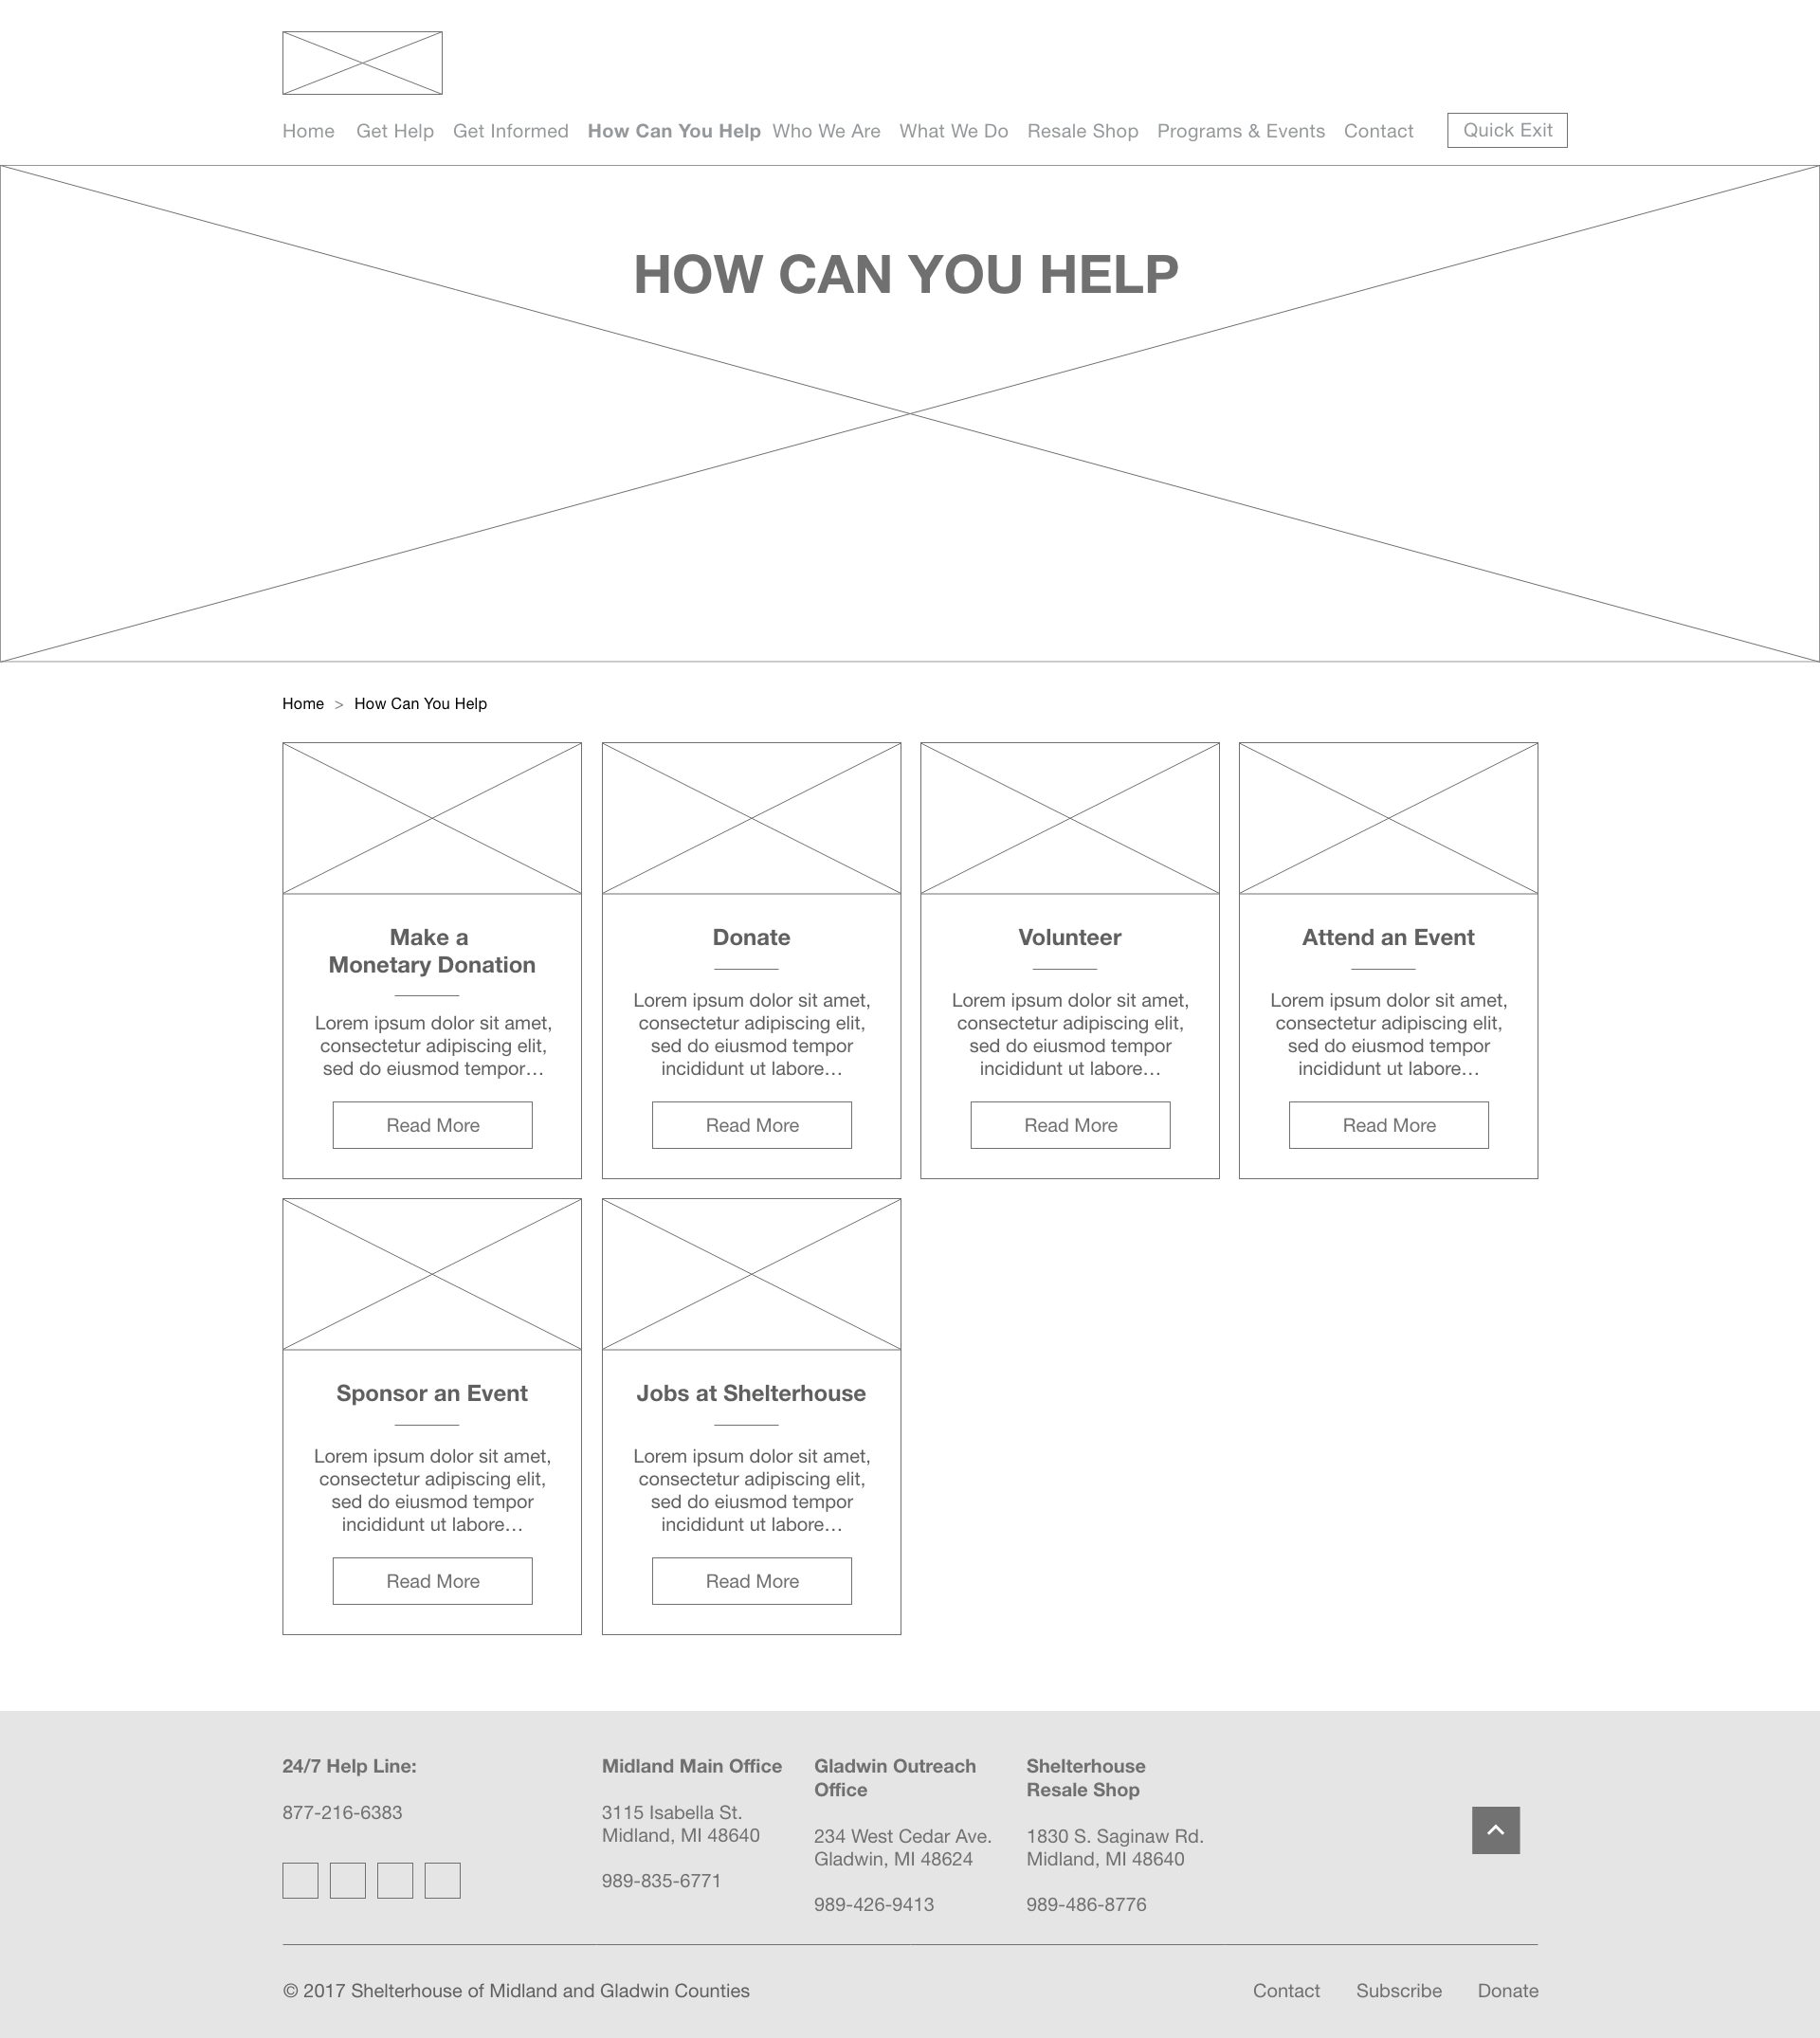 Home Get Help Get Informed How Can You Help Who We Are What We Do Resale Shop Programs & Events Contact Quick Exit
HOW CAN YOU HELP
Home > How Can You Help
Make a
Monetary Donation
Lorem ipsum dolor sit amet,
consectetur adipiscing elit,
sed do eiusmod tempor…
Read More
Donate
Lorem ipsum dolor sit amet,
consectetur adipiscing elit,
sed do eiusmod tempor
incididunt ut labore…
Read More
Volunteer
Lorem ipsum dolor sit amet,
consectetur adipiscing elit,
sed do eiusmod tempor
incididunt ut labore…
Read More
Attend an Event
Lorem ipsum dolor sit amet,
consectetur adipiscing elit,
sed do eiusmod tempor
incididunt ut labore…
Read More
Sponsor an Event
Lorem ipsum dolor sit amet,
consectetur adipiscing elit,
sed do eiusmod tempor
incididunt ut labore…
Read More
Jobs at Shelterhouse
Lorem ipsum dolor sit amet,
consectetur adipiscing elit,
sed do eiusmod tempor
incididunt ut labore…
Read More
24/7 Help Line:
877-216-6383
Midland Main Office
3115 Isabella St.
Midland, MI 48640
989-835-6771
Gladwin Outreach
Office
234 West Cedar Ave.
Gladwin, MI 48624
989-426-9413
Shelterhouse
Resale Shop
1830 S. Saginaw Rd.
Midland, MI 48640
989-486-8776
© 2017 Shelterhouse of Midland and Gladwin Counties
Contact Subscribe Donate